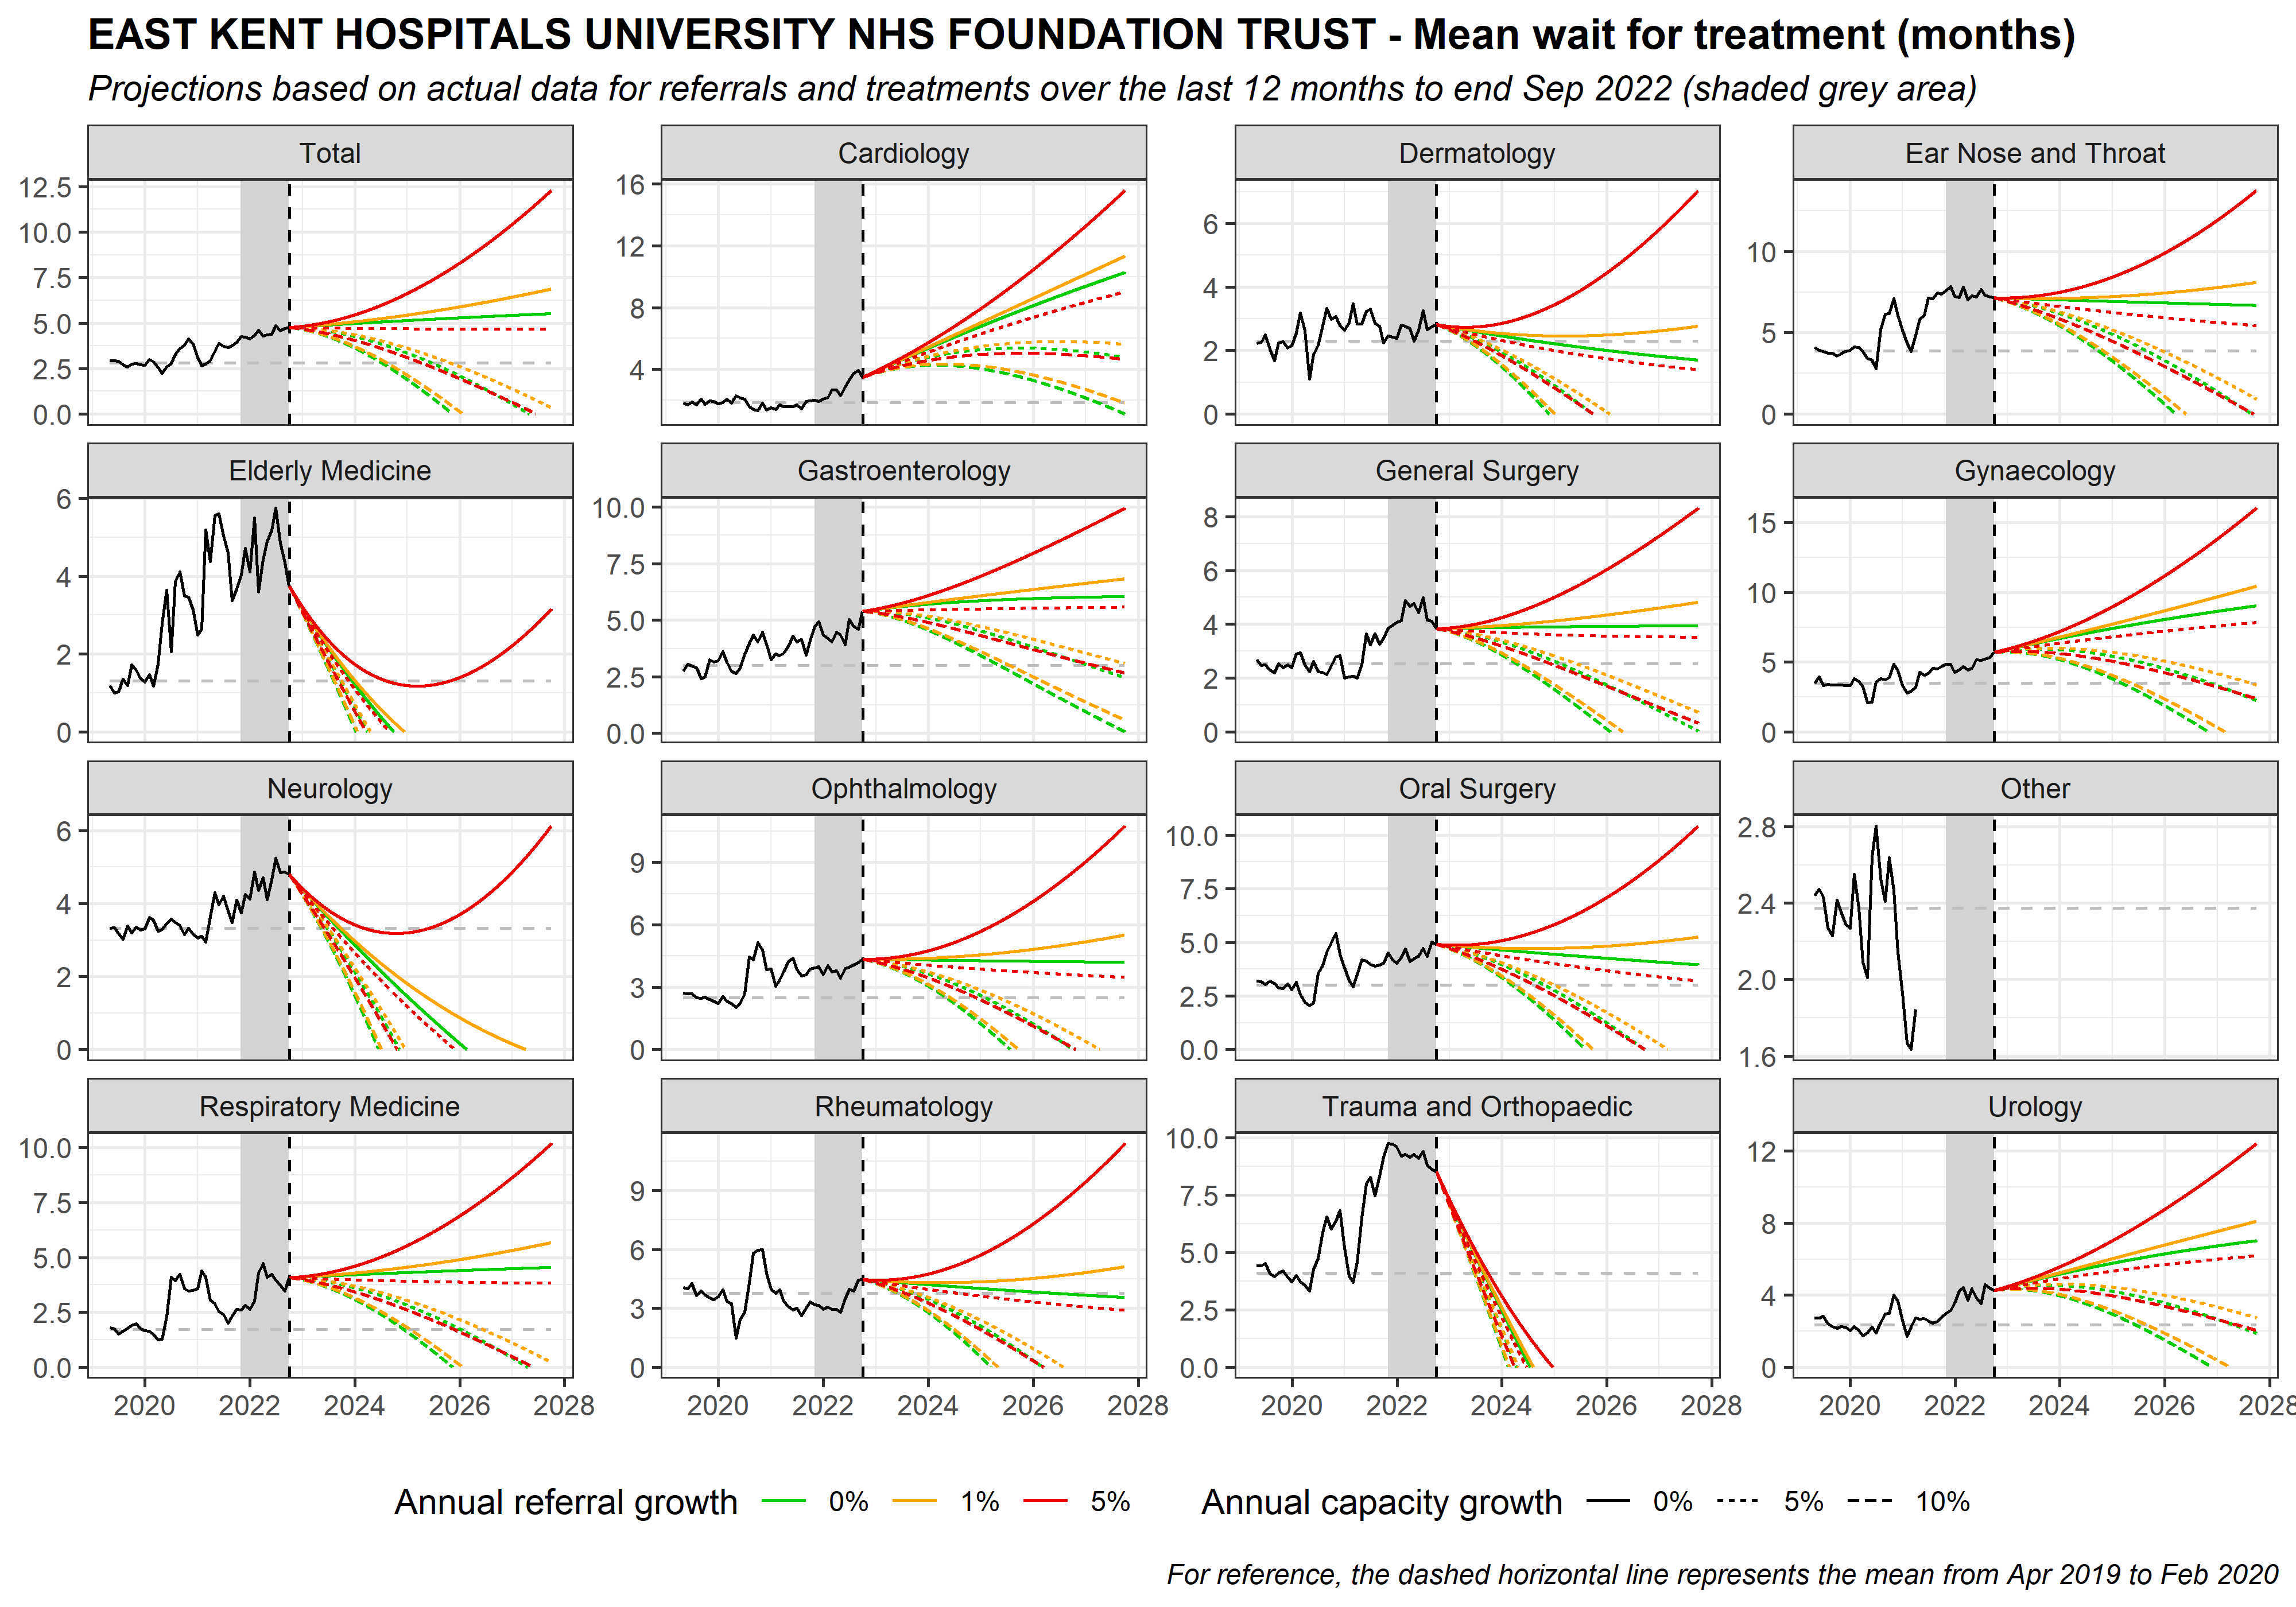 EAST KENT HOSPITALS UNIVERSITY NHS FOUNDATION TRUST - Mean wait for treatment (months)
Projections based on actual data for referrals and treatments over the last 12 months to end Sep 2022 (shaded grey area)
Total
12.5
10.0
7.5
5.0
2.5
0.0
Cardiology
16
12
8
4
Dermatology
6
4
2
0
Ear Nose and Throat
10
5
0
Elderly Medicine
6
4
2
0
Gastroenterology
10.0
7.5
5.0
2.5
0.0
General Surgery
8
6
4
2
0
Gynaecology
15
10
5
0
Neurology
6
4
2
0
Ophthalmology
9
6
3
0
Oral Surgery
10.0
7.5
5.0
2.5
0.0
Other
2.8
2.4
2.0
1.6
Respiratory Medicine
10.0
7.5
5.0
2.5
0.0
2020 2022 2024 2026 2028
Rheumatology
9
6
3
0
2020 2022 2024 2026 2028
Trauma and Orthopaedic
10.0
7.5
5.0
2.5
0.0
2020 2022 2024 2026 2028
Urology
12
8
4
0
2020 2022 2024 2026 2028
Annual referral growth 0% 1% 5%
Annual capacity growth 0% 5% 10%
For reference, the dashed horizontal line represents the mean from Apr 2019 to Feb 2020